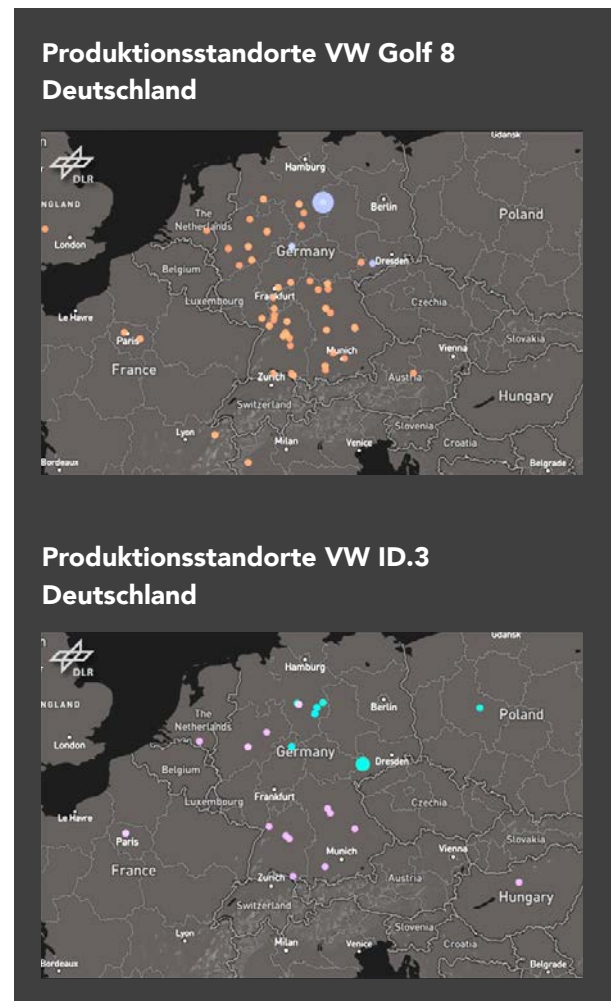 Produktionsstandorte VW Golf 8
Deutschland
Gdansk
Hamburg
DLR
NGLAND
The
Netherlands
Berlin
Poland
London
Germany
Belgium
Dresden
Luxembourg
Frankfurt
Czechia
Le Havre
Paris
Slovakia
Vienna
Munich
France
Zurich
Austria
Hungary
Switzerland
Slovenia
Lyon
Milan
Venice
Croatia
Bordeaux
Belgrade
Produktionsstandorte VW ID.3
Deutschland
Gdansk
Hamburg
DLR
NGLAND
The
Netherlands
Berlin
Poland
London
Germany
Belgium
Dresden
Luxembourg
Frankfurt
Czechia
Le Havre
Paris
Slovakia
Vienna
Munich
France
Zurich
Austria
Hungary
Switzerland
Slovenia
Lyon
Milan
Venice
Croatia
Bordeaux
Belgrade